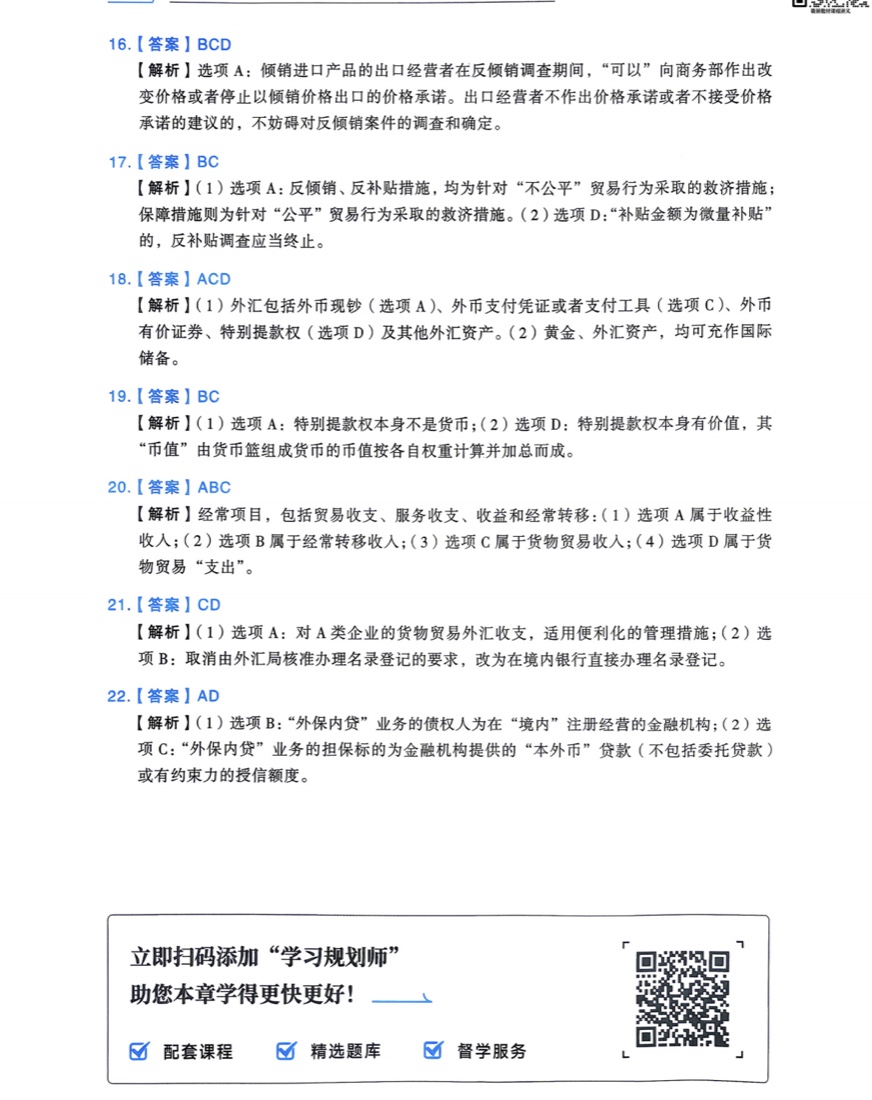 16.【答案】BCD
【解析】选项 A：倾销进口产品的出口经营者在反倾销调查期间，“可以”向商务部作出改
变价格或者停止以倾销价格出口的价格承诺。出口经营者不作出价格承诺或者不接受价格
承诺的建议的，不妨碍对反倾销案件的调查和确定。
17.【答案】BC
【解析】（1）选项 A：反倾销、反补贴措施，均为针对“不公平”贸易行为采取的救济措施；
保障措施则为针对“公平”贸易行为采取的救济措施。（2）选项 D：“补贴金额为微量补贴”
的，反补贴调查应当终止。
18.【答案】ACD
【解析】（1）外汇包括外币现钞（选项 A）、外币支付凭证或者支付工具（选项 C）、外币
有价证券、特别提款权（选项 D）及其他外汇资产。（2）黄金、外汇资产，均可充作国际
储备。
19.【答案】BC
【解析】（1）选项 A：特别提款权本身不是货币；（2）选项 D：特别提款权本身有价值，其
“币值”由货币篮组成货币的币值按各自权重计算并加总而成。
20.【答案】ABC
【解析】经常项目，包括贸易收支、服务收支、收益和经常转移：（1）选项 A 属于收益性
收入；（2）选项 B 属于经常转移收入；（3）选项 C 属于货物贸易收入；（4）选项 D 属于货
物贸易“支出”。
21.【答案】CD
【解析】（1）选项 A：对 A 类企业的货物贸易外汇收支，适用便利化的管理措施；（2）选
项 B：取消由外汇局核准办理名录登记的要求，改为在境内银行直接办理名录登记。
22.【答案】AD
【解析】（1）选项 B：“外保内贷”业务的债权人为在“境内”注册经营的金融机构；（2）选
项 C：“外保内贷”业务的担保标的为金融机构提供的“本外币”贷款（不包括委托贷款）
或有约束力的授信额度。
立即扫码添加“学习规划师”
助您本章学得更快更好！
配套课程 精选题库 督学服务